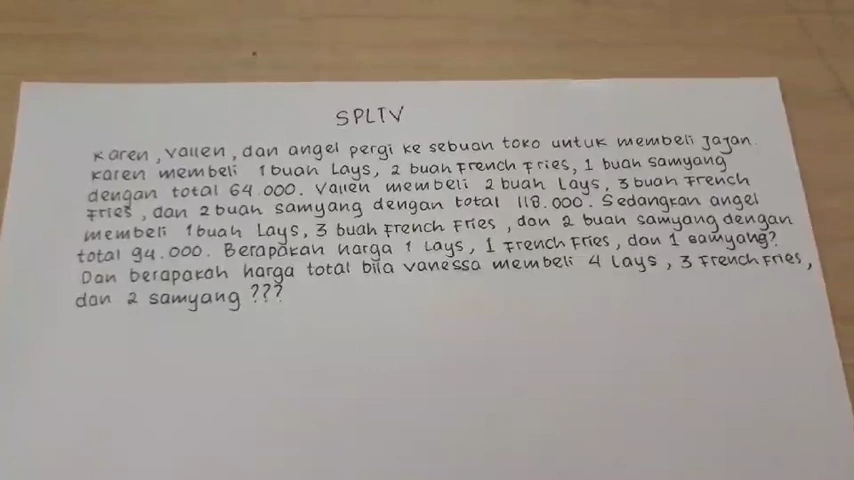 SPLTV
Karen, Vallen, dan angel pergi ke sebuah toko untuk membeli Jajan.
Karen membeli 1 buah Lays, 2 buah French Fries, 1 buah samyang
dengan total 64.000. Vallen membeli 2 buah Lays, 3 buah French
Fries, dan 2 buah samyang dengan total 118.000. Sedangkan angel
membeli 1 buah Lays, 3 buah French Fries, dan 2 buah samyang dengan
total 94.000. Berapakah harga 1 Lays, 1 French Fries, dan 1 samyang?
Dan berapakah harga total bila vanessa membeli 4 Lays, 3 French Fries,
dan 2 samyang ???